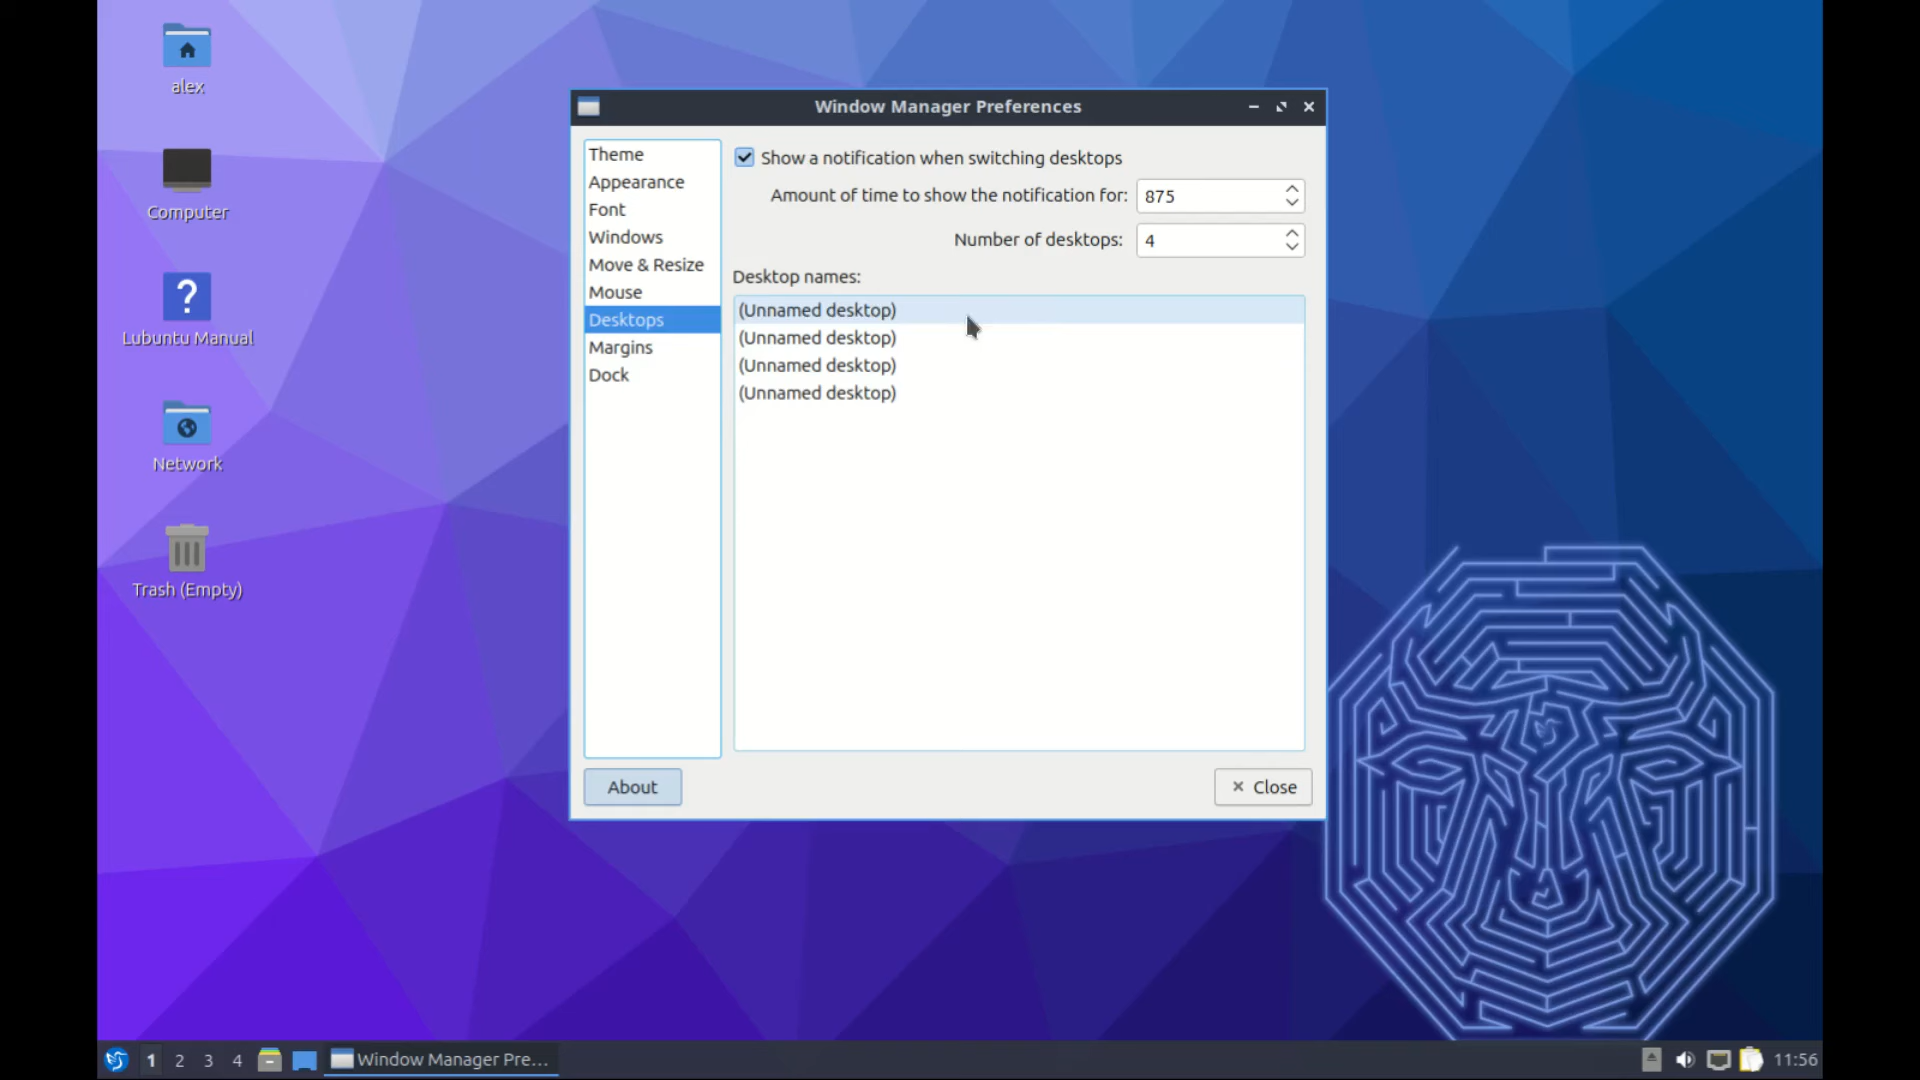 alex
Computer
?
Lubuntu Manual
Network
Trash (Empty)
Window Manager Preferences
Theme
Appearance
Font
Windows
Move & Resize
Mouse
Desktops
Margins
Dock
Show a notification when switching desktops
Amount of time to show the notification for: 875
Number of desktops: 4
Desktop names:
(Unnamed desktop)
(Unnamed desktop)
(Unnamed desktop)
(Unnamed desktop)
About
Close
1 2 3 4 Window Manager Pre... 11:56